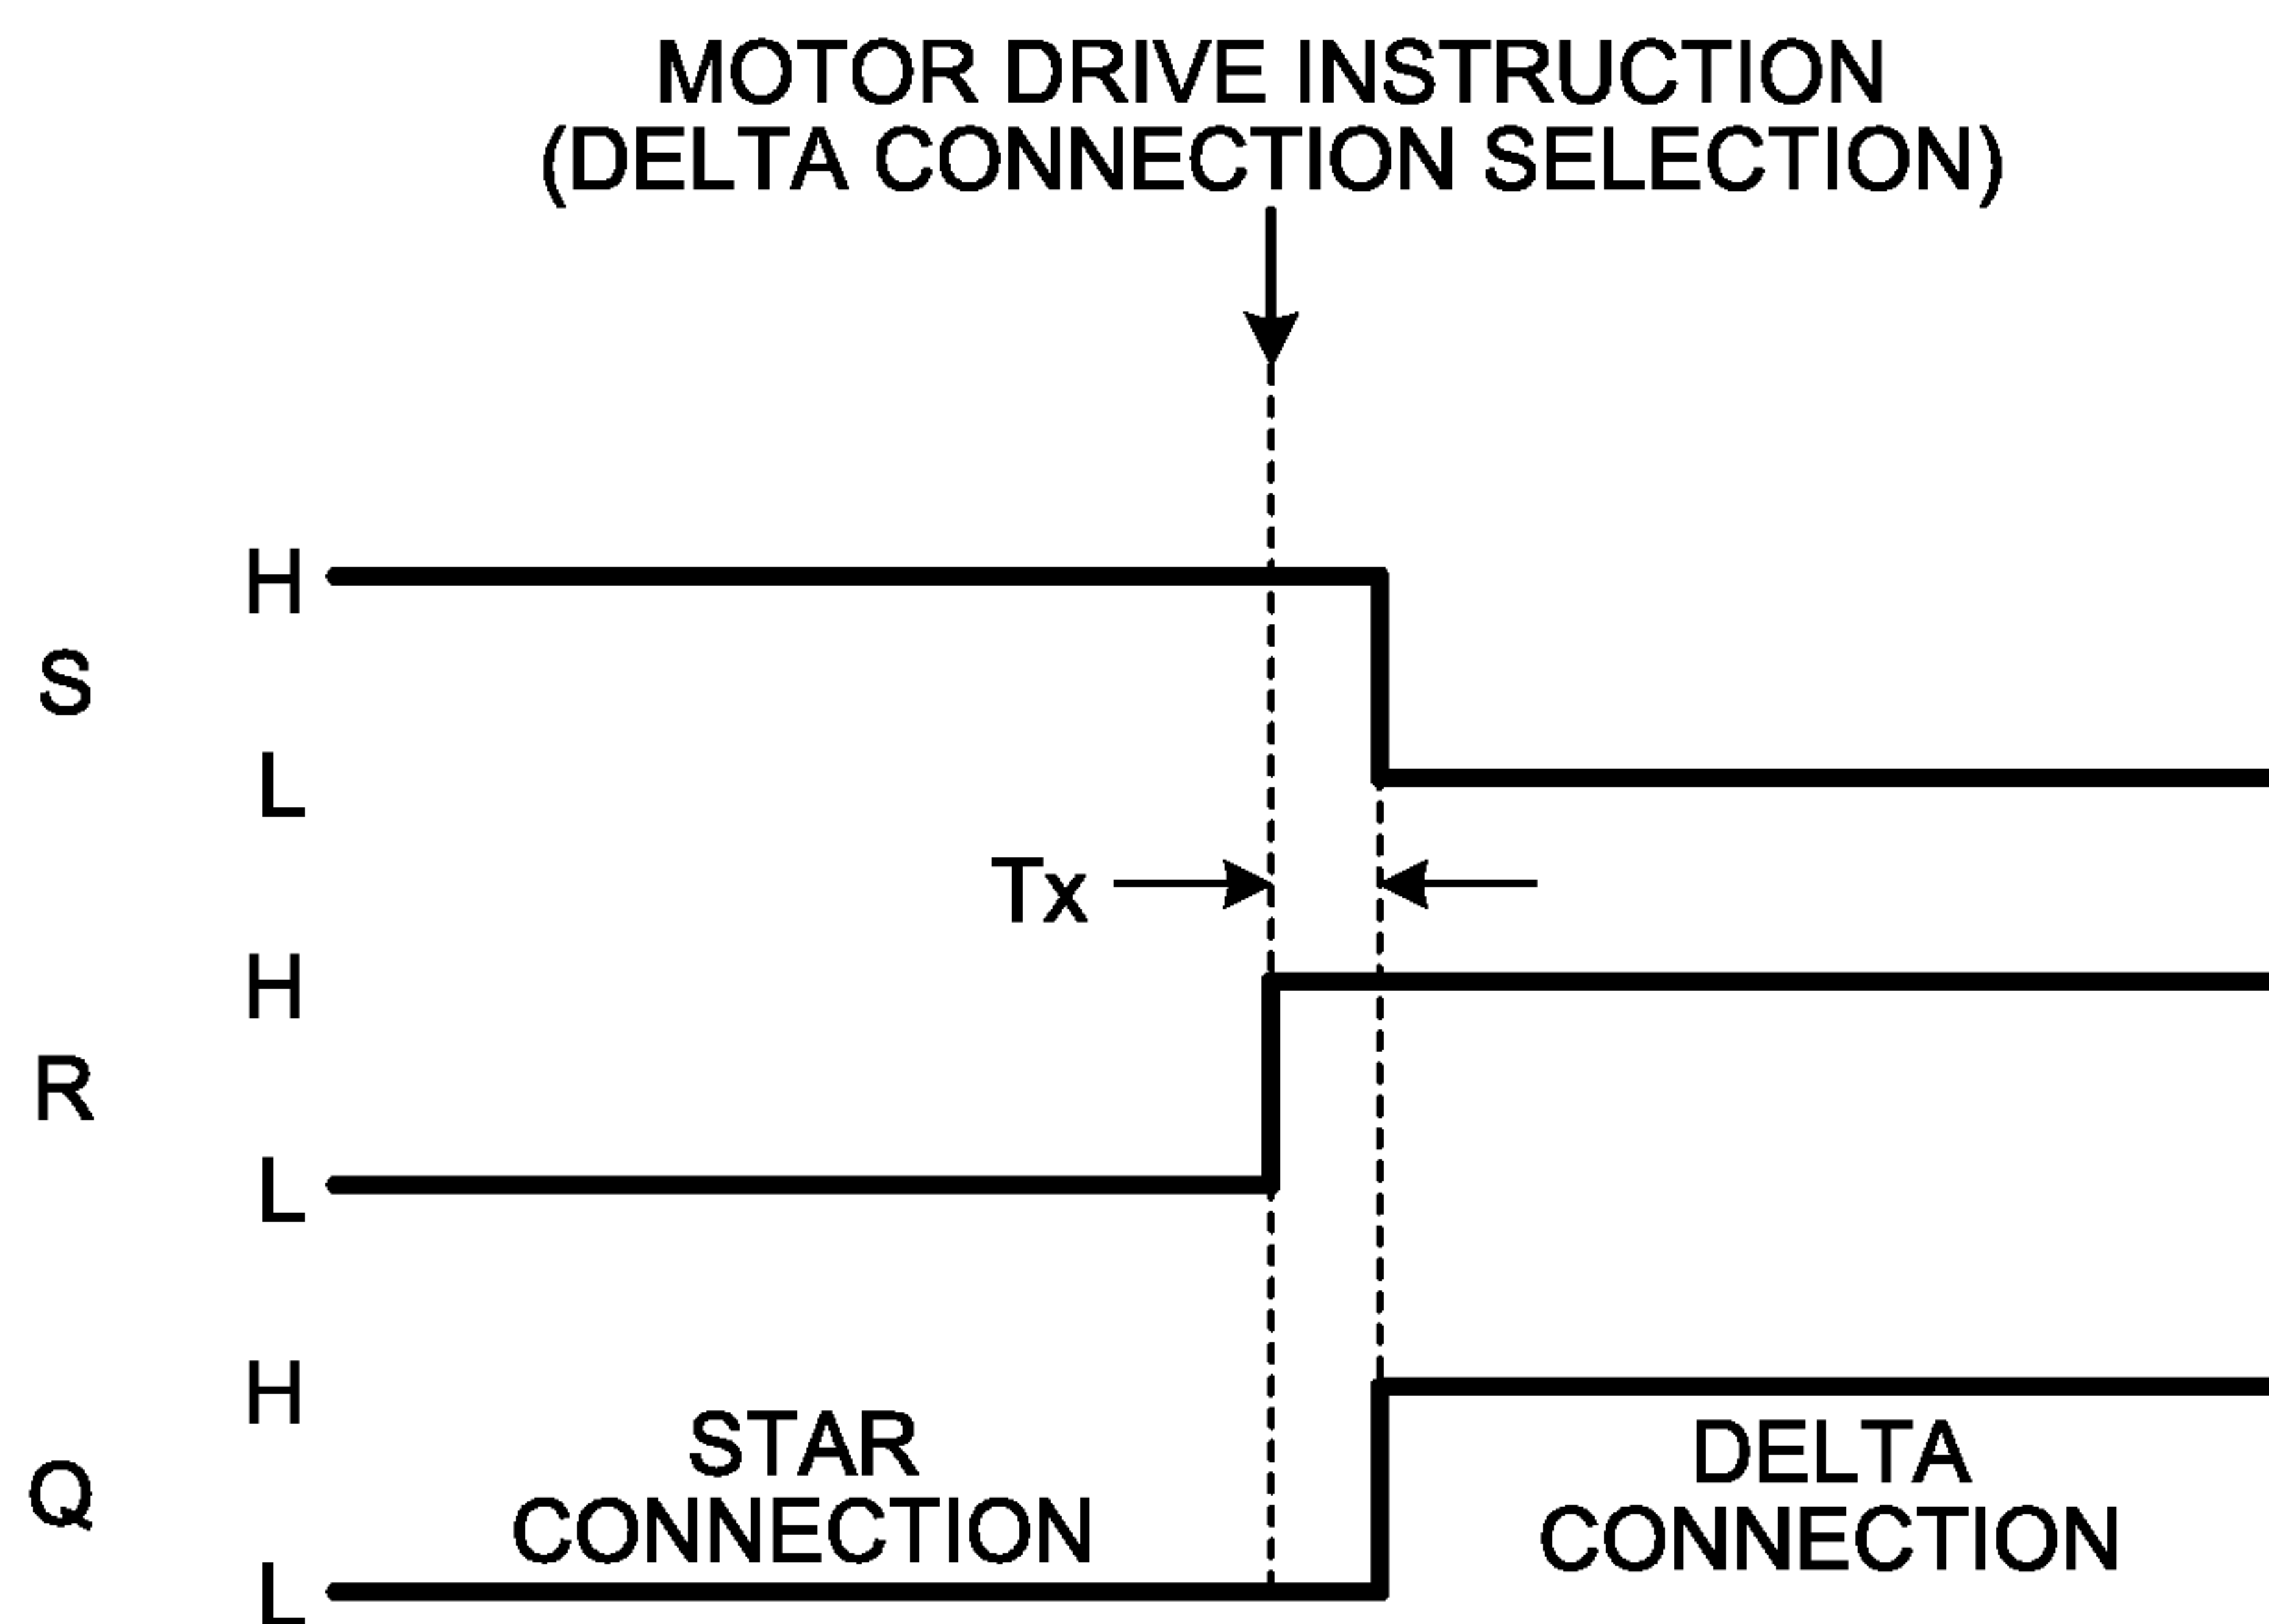 MOTOR DRIVE INSTRUCTION
(DELTA CONNECTION SELECTION)
H
S
L
Tx
H
R
L
H
STAR
CONNECTION
DELTA
CONNECTION
Q
L